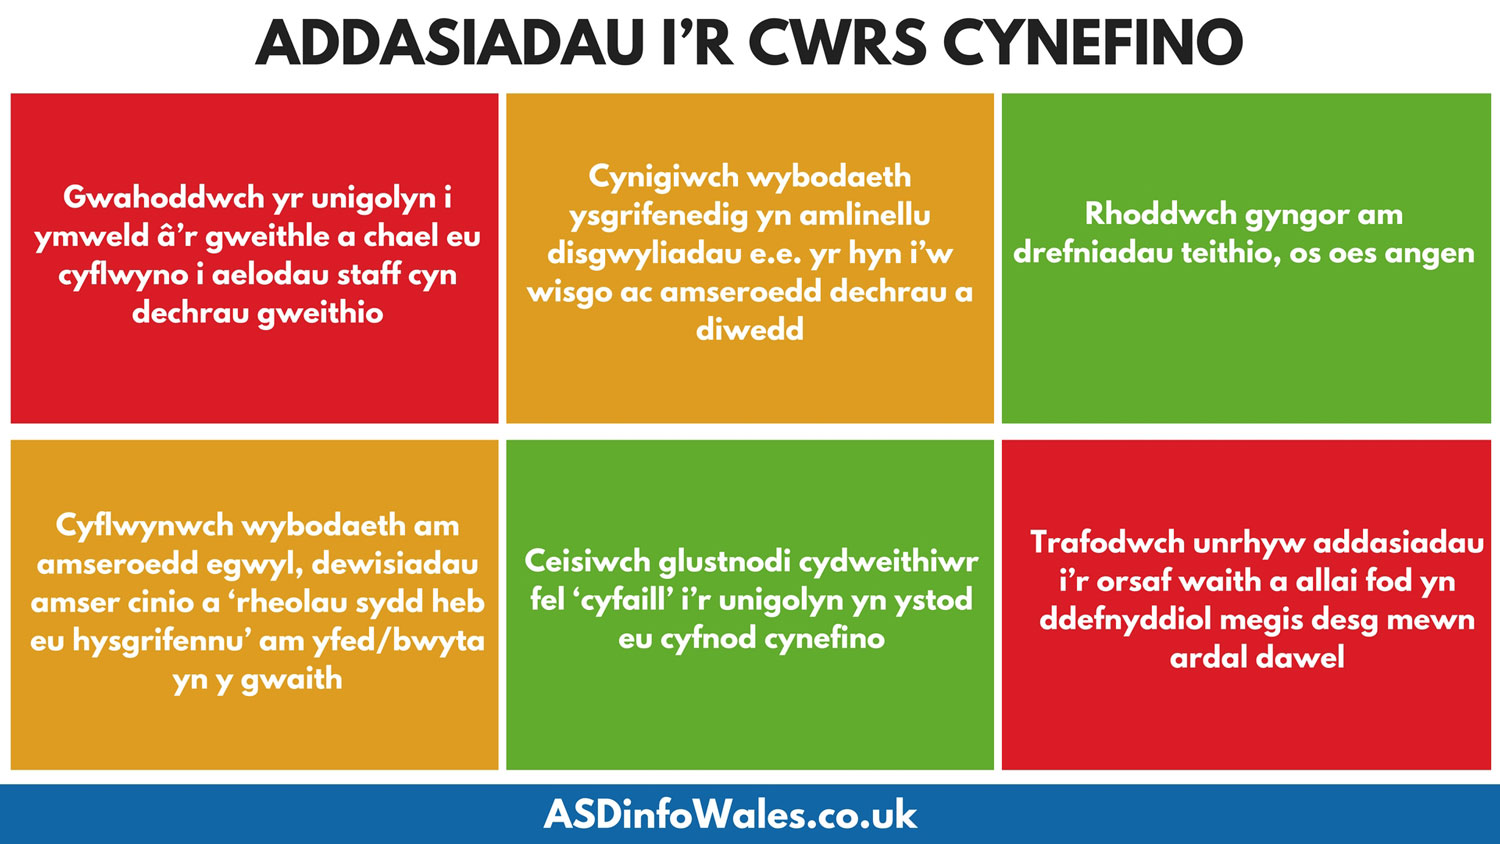 ADDASIADAU I’R CWRS CYNEFINO
Gwahoddwch yr unigolyn i
ymweld â’r gweithle a chael eu
cyflwyno i aelodau staff cyn
dechrau gweithio
Cynigiwch wybodaeth
ysgrifenedig yn amlinellu
disgwyliadau e.e. yr hyn i’w
wisgo ac amseroedd dechrau a
diwedd
Rhoddwch gyngor am
drefniadau teithio, os oes angen
Cyflwynwch wybodaeth am
amseroedd egwyl, dewisiadau
amser cinio a ‘rheolau sydd heb
eu hysgrifennu’ am yfed/bwyta
yn y gwaith
Ceisiwch glustnodi cydweithiwr
fel ‘cyfaill’ i’r unigolyn yn ystod
eu cyfnod cynefino
Trafodwch unrhyw addasiadau
i’r orsaf waith a allai fod yn
ddefnyddiol megis desg mewn
ardal dawel
ASDinfoWales.co.uk